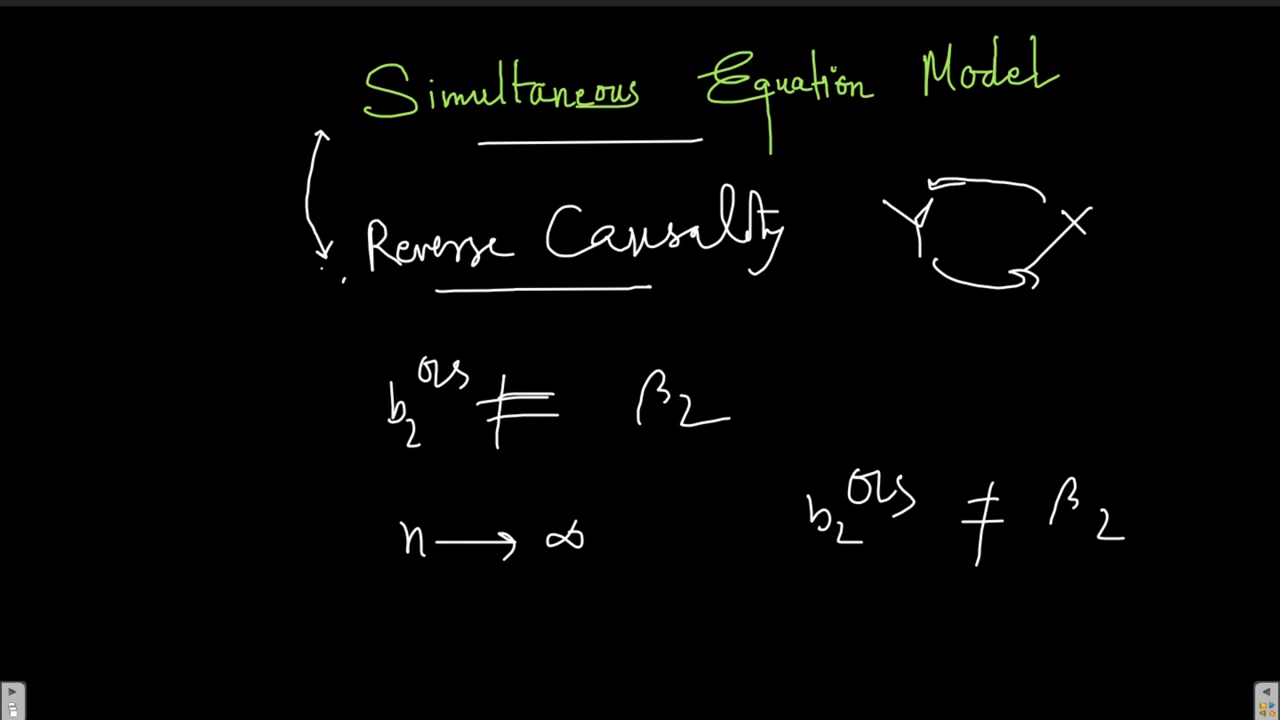 Simultaneous Equation Model
Reverse Causality Y X
b₂^OLS ≠ β₂
n → ∞ b₂^OLS ≠ β₂